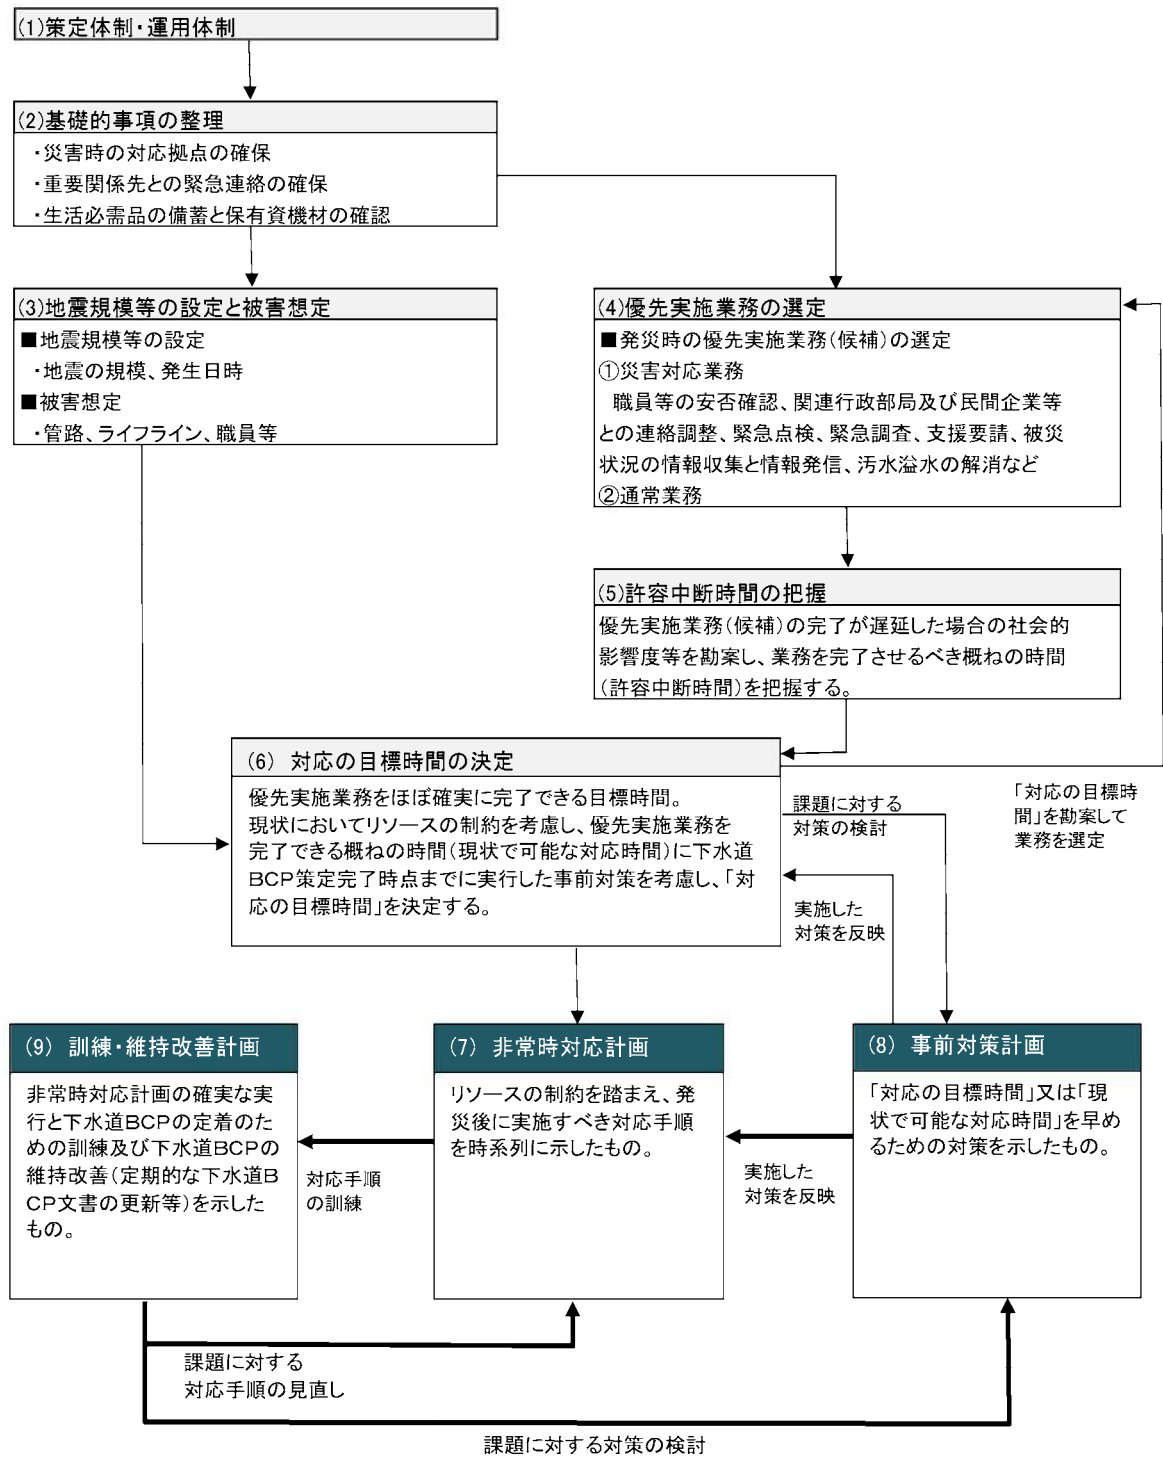 (1)策定体制・運用体制
(2)基礎的事項の整理
・災害時の対応拠点の確保
・重要関係先との緊急連絡の確保
・生活必需品の備蓄と保有資機材の確認
(3)地震規模等の設定と被害想定
■地震規模等の設定
・地震の規模、発生日時
■被害想定
・管路、ライフライン、職員等
(4)優先実施業務の選定
■発災時の優先実施業務(候補)の選定
①災害対応業務
職員等の安否確認、関連行政部局及び民間企業等
との連絡調整、緊急点検、緊急調査、支援要請、被災
状況の情報収集と情報発信、汚水溢水の解消など
②通常業務
(5)許容中断時間の把握
優先実施業務(候補)の完了が遅延した場合の社会的
影響度等を勘案し、業務を完了させるべき概ねの時間
(許容中断時間)を把握する。
(6) 対応の目標時間の決定
優先実施業務をほぼ確実に完了できる目標時間。
現状においてリソースの制約を考慮し、優先実施業務を
完了できる概ねの時間(現状で可能な対応時間)に下水道
BCP策定完了時点までに実行した事前対策を考慮し、「対
応の目標時間」を決定する。
課題に対する
対策の検討
「対応の目標時
間」を勘案して
業務を選定
実施した
対策を反映
(9) 訓練・維持改善計画
非常時対応計画の確実な実
行と下水道BCPの定着のた
めの訓練及び下水道BCPの
維持改善(定期的な下水道B
CP文書の更新等)を示した
もの。
対応手順
の訓練
(7) 非常時対応計画
リソースの制約を踏まえ、発
災後に実施すべき対応手順
を時系列に示したもの。
実施した
対策を反映
(8) 事前対策計画
「対応の目標時間」又は「現
状で可能な対応時間」を早め
るための対策を示したもの。
課題に対する
対応手順の見直し
課題に対する対策の検討